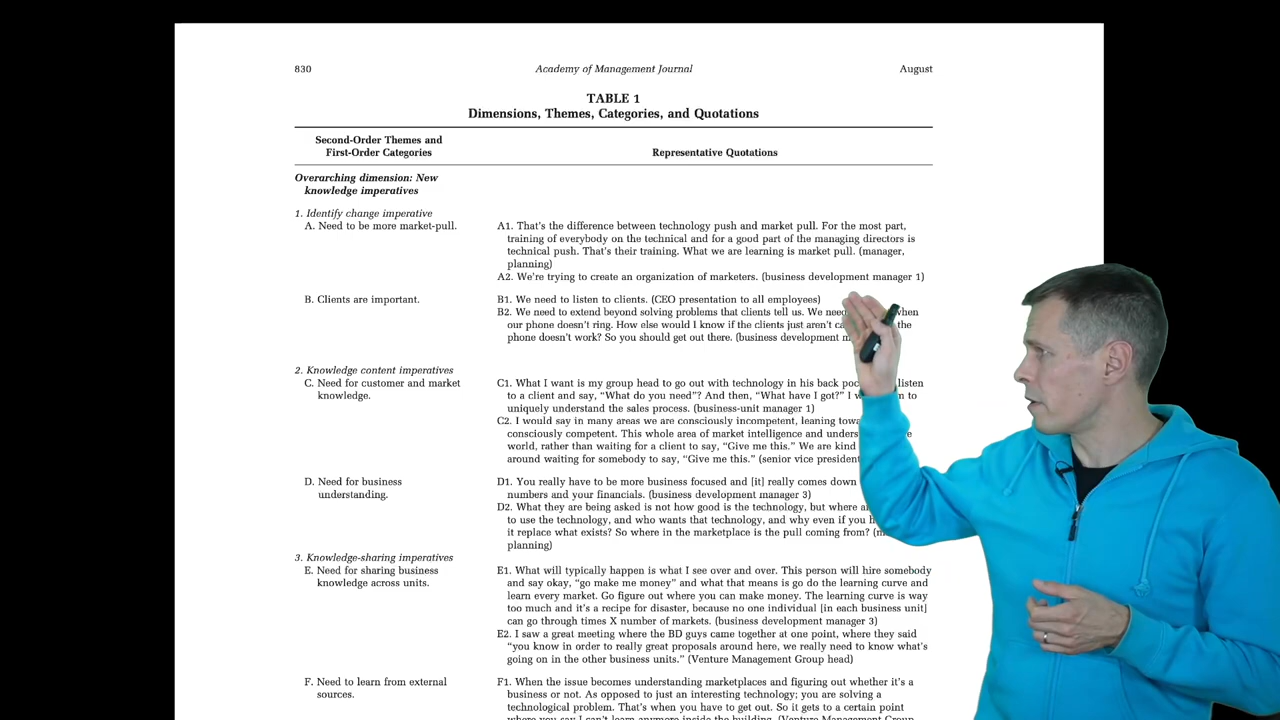 830 Academy of Management Journal August
TABLE 1
Dimensions, Themes, Categories, and Quotations
Second-Order Themes and
First-Order Categories
Representative Quotations
Overarching dimension: New
knowledge imperatives
1. Identify change imperative
A. Need to be more market-pull.
A1. That's the difference between technology push and market pull. For the most part,
training of everybody on the technical and for a good part of the managing directors is
technical push. That's their training. What we are learning is market pull. (manager,
planning)
A2. We're trying to create an organization of marketers. (business development manager 1)
B. Clients are important.
B1. We need to listen to clients. (CEO presentation to all employees)
B2. We need to extend beyond solving problems that clients tell us. We need when
our phone doesn't ring. How else would I know if the clients just aren't the
phone doesn't work? So you should get out there. (business development
2. Knowledge content imperatives
C. Need for customer and market
knowledge.
C1. What I want is my group head to go out with technology in his back listen
to a client and say, “What do you need”? And then, “What have I got?” I to
uniquely understand the sales process. (business-unit manager 1)
C2. I would say in many areas we are consciously incompetent, leaning
consciously competent. This whole area of market intelligence and
world, rather than waiting for a client to say, “Give me this.” We are kind
around waiting for somebody to say, “Give me this.” (senior vice president
D. Need for business
understanding.
D1. You really have to be more business focused and [it] really comes down
numbers and your financials. (business development manager 3)
D2. What they are being asked is not how good is the technology, but where
to use the technology, and who wants that technology, and why even if you
it replace what exists? So where in the marketplace is the pull coming from?
planning)
3. Knowledge-sharing imperatives
E. Need for sharing business
knowledge across units.
E1. What will typically happen is what I see over and over. This person will hire somebody
and say okay, “go make me money” and what that means is go do the learning curve and
learn every market. Go figure out where you can make money. The learning curve is way
too much and it's a recipe for disaster, because no one individual [in each business unit]
can go through times X number of markets. (business development manager 3)
E2. I saw a great meeting where the BD guys came together at one point, where they said
“you know in order to really great proposals around here, we really need to know what's
going on in the other business units.” (Venture Management Group head)
F. Need to learn from external
sources.
F1. When the issue becomes understanding marketplaces and figuring out whether it's a
business or not. As opposed to just an interesting technology; you are solving a
technological problem. That's when you have to get out. So it gets to a certain point
where you say I can't learn anymore inside the building. (Venture Management Group